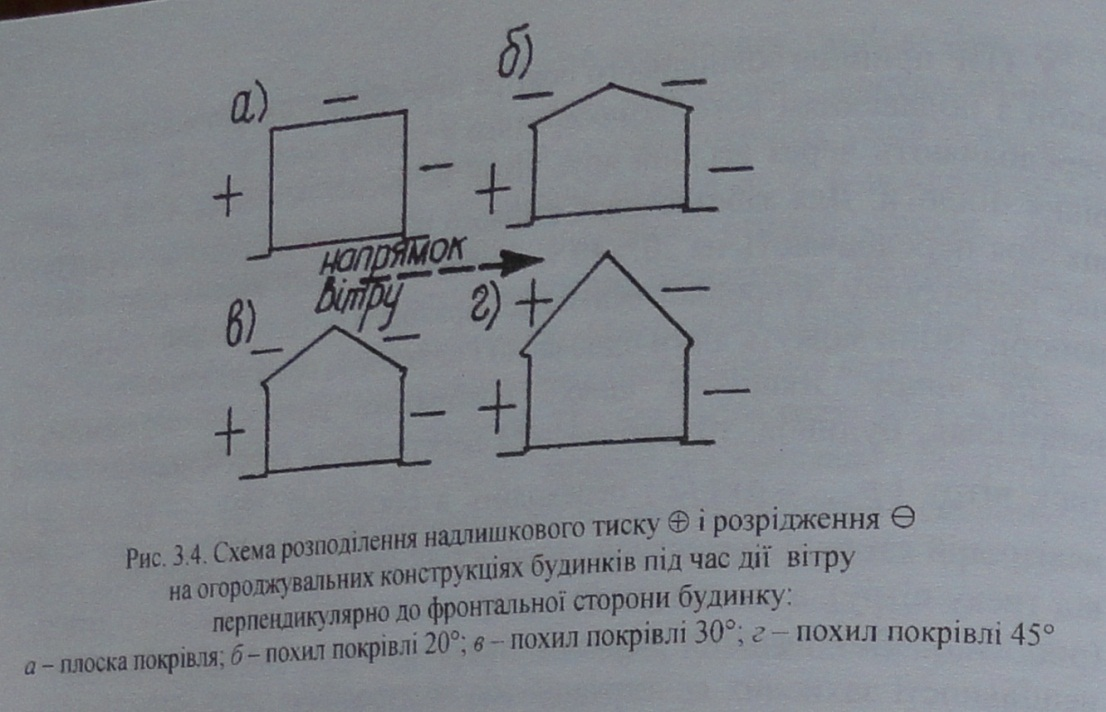 а)
б)
напрямок
вітру
в)
г)
Рис. 3.4. Схема розподілення надлишкового тиску ⊕ і розрідження ⊖
на огороджувальних конструкціях будинків під час дії вітру
перпендикулярно до фронтальної сторони будинку:
а – плоска покрівля; б – похил покрівлі 20°; в – похил покрівлі 30°; г – похил покрівлі 45°